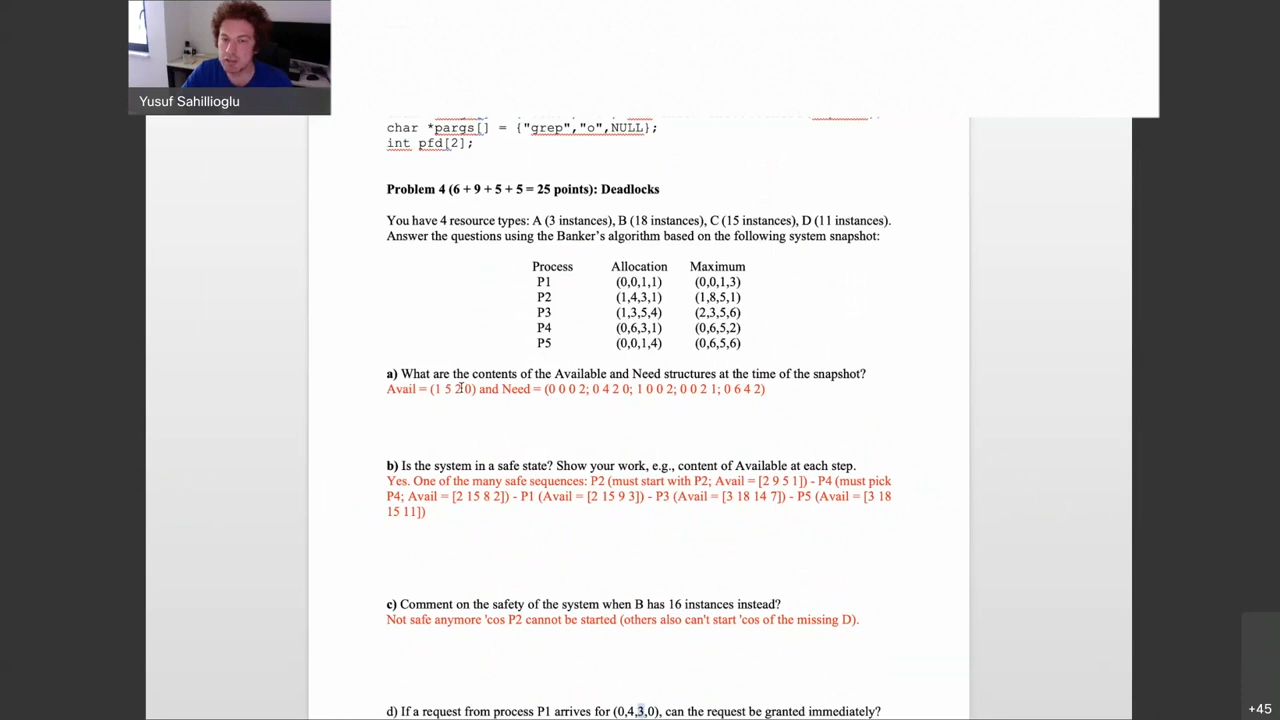 Yusuf Sahillioglu
char *pargs[] = {"grep","o",NULL};
int pfd[2];
Problem 4 (6 + 9 + 5 + 5 = 25 points): Deadlocks
You have 4 resource types: A (3 instances), B (18 instances), C (15 instances), D (11 instances).
Answer the questions using the Banker's algorithm based on the following system snapshot:
Process Allocation Maximum
P1 (0,0,1,1) (0,0,1,3)
P2 (1,4,3,1) (1,8,5,1)
P3 (1,3,5,4) (2,3,5,6)
P4 (0,6,3,1) (0,6,5,2)
P5 (0,0,1,4) (0,6,5,6)
a) What are the contents of the Available and Need structures at the time of the snapshot?
Avail = (1 5 2 0) and Need = (0 0 0 2; 0 4 2 0; 1 0 0 2; 0 0 2 1; 0 6 4 2)
b) Is the system in a safe state? Show your work, e.g., content of Available at each step.
Yes. One of the many safe sequences: P2 (must start with P2; Avail = [2 9 5 1]) - P4 (must pick
P4; Avail = [2 15 8 2]) - P1 (Avail = [2 15 9 3]) - P3 (Avail = [3 18 14 7]) - P5 (Avail = [3 18
15 11])
c) Comment on the safety of the system when B has 16 instances instead?
Not safe anymore 'cos P2 cannot be started (others also can't start 'cos of the missing D).
d) If a request from process P1 arrives for (0,4,3,0), can the request be granted immediately?
+45